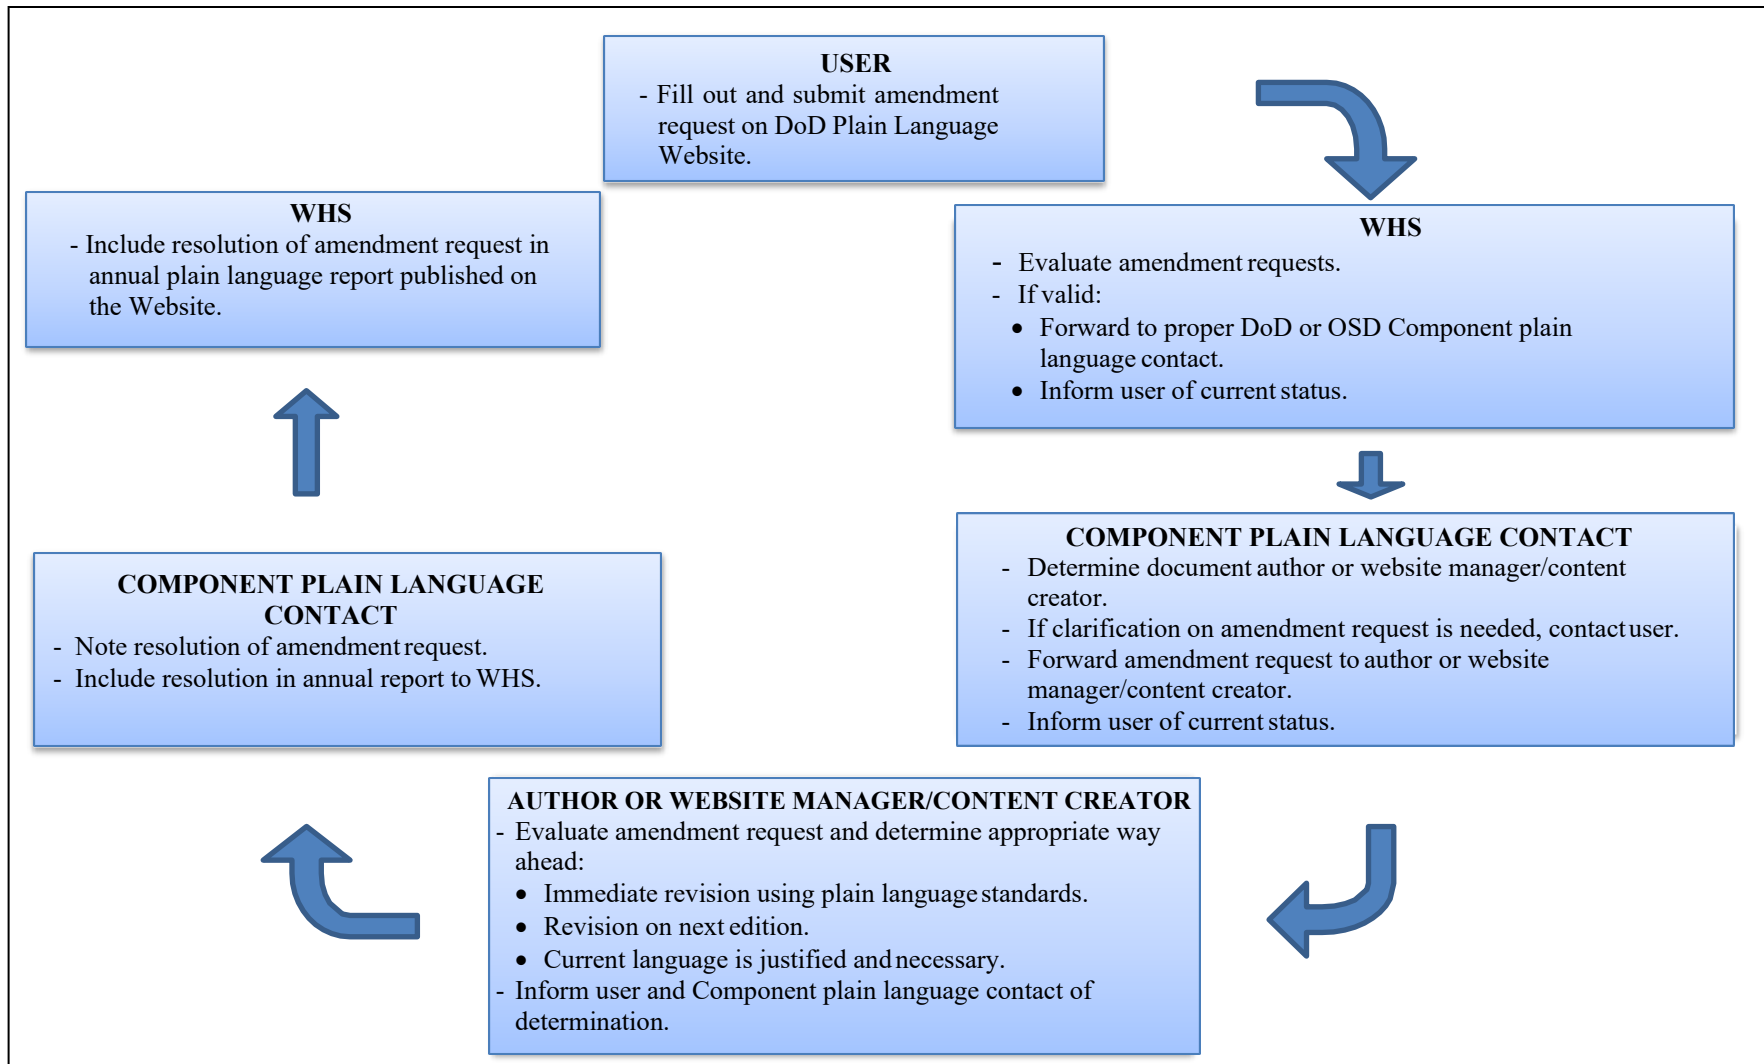 USER
- Fill out and submit amendment
request on DoD Plain Language
Website.
WHS
- Evaluate amendment requests.
- If valid:
• Forward to proper DoD or OSD Component plain
language contact.
• Inform user of current status.
COMPONENT PLAIN LANGUAGE CONTACT
- Determine document author or website manager/content
creator.
- If clarification on amendment request is needed, contact user.
- Forward amendment request to author or website
manager/content creator.
- Inform user of current status.
AUTHOR OR WEBSITE MANAGER/CONTENT CREATOR
- Evaluate amendment request and determine appropriate way
ahead:
• Immediate revision using plain language standards.
• Revision on next edition.
• Current language is justified and necessary.
- Inform user and Component plain language contact of
determination.
COMPONENT PLAIN LANGUAGE
CONTACT
- Note resolution of amendment request.
- Include resolution in annual report to WHS.
WHS
- Include resolution of amendment request in
annual plain language report published on
the Website.